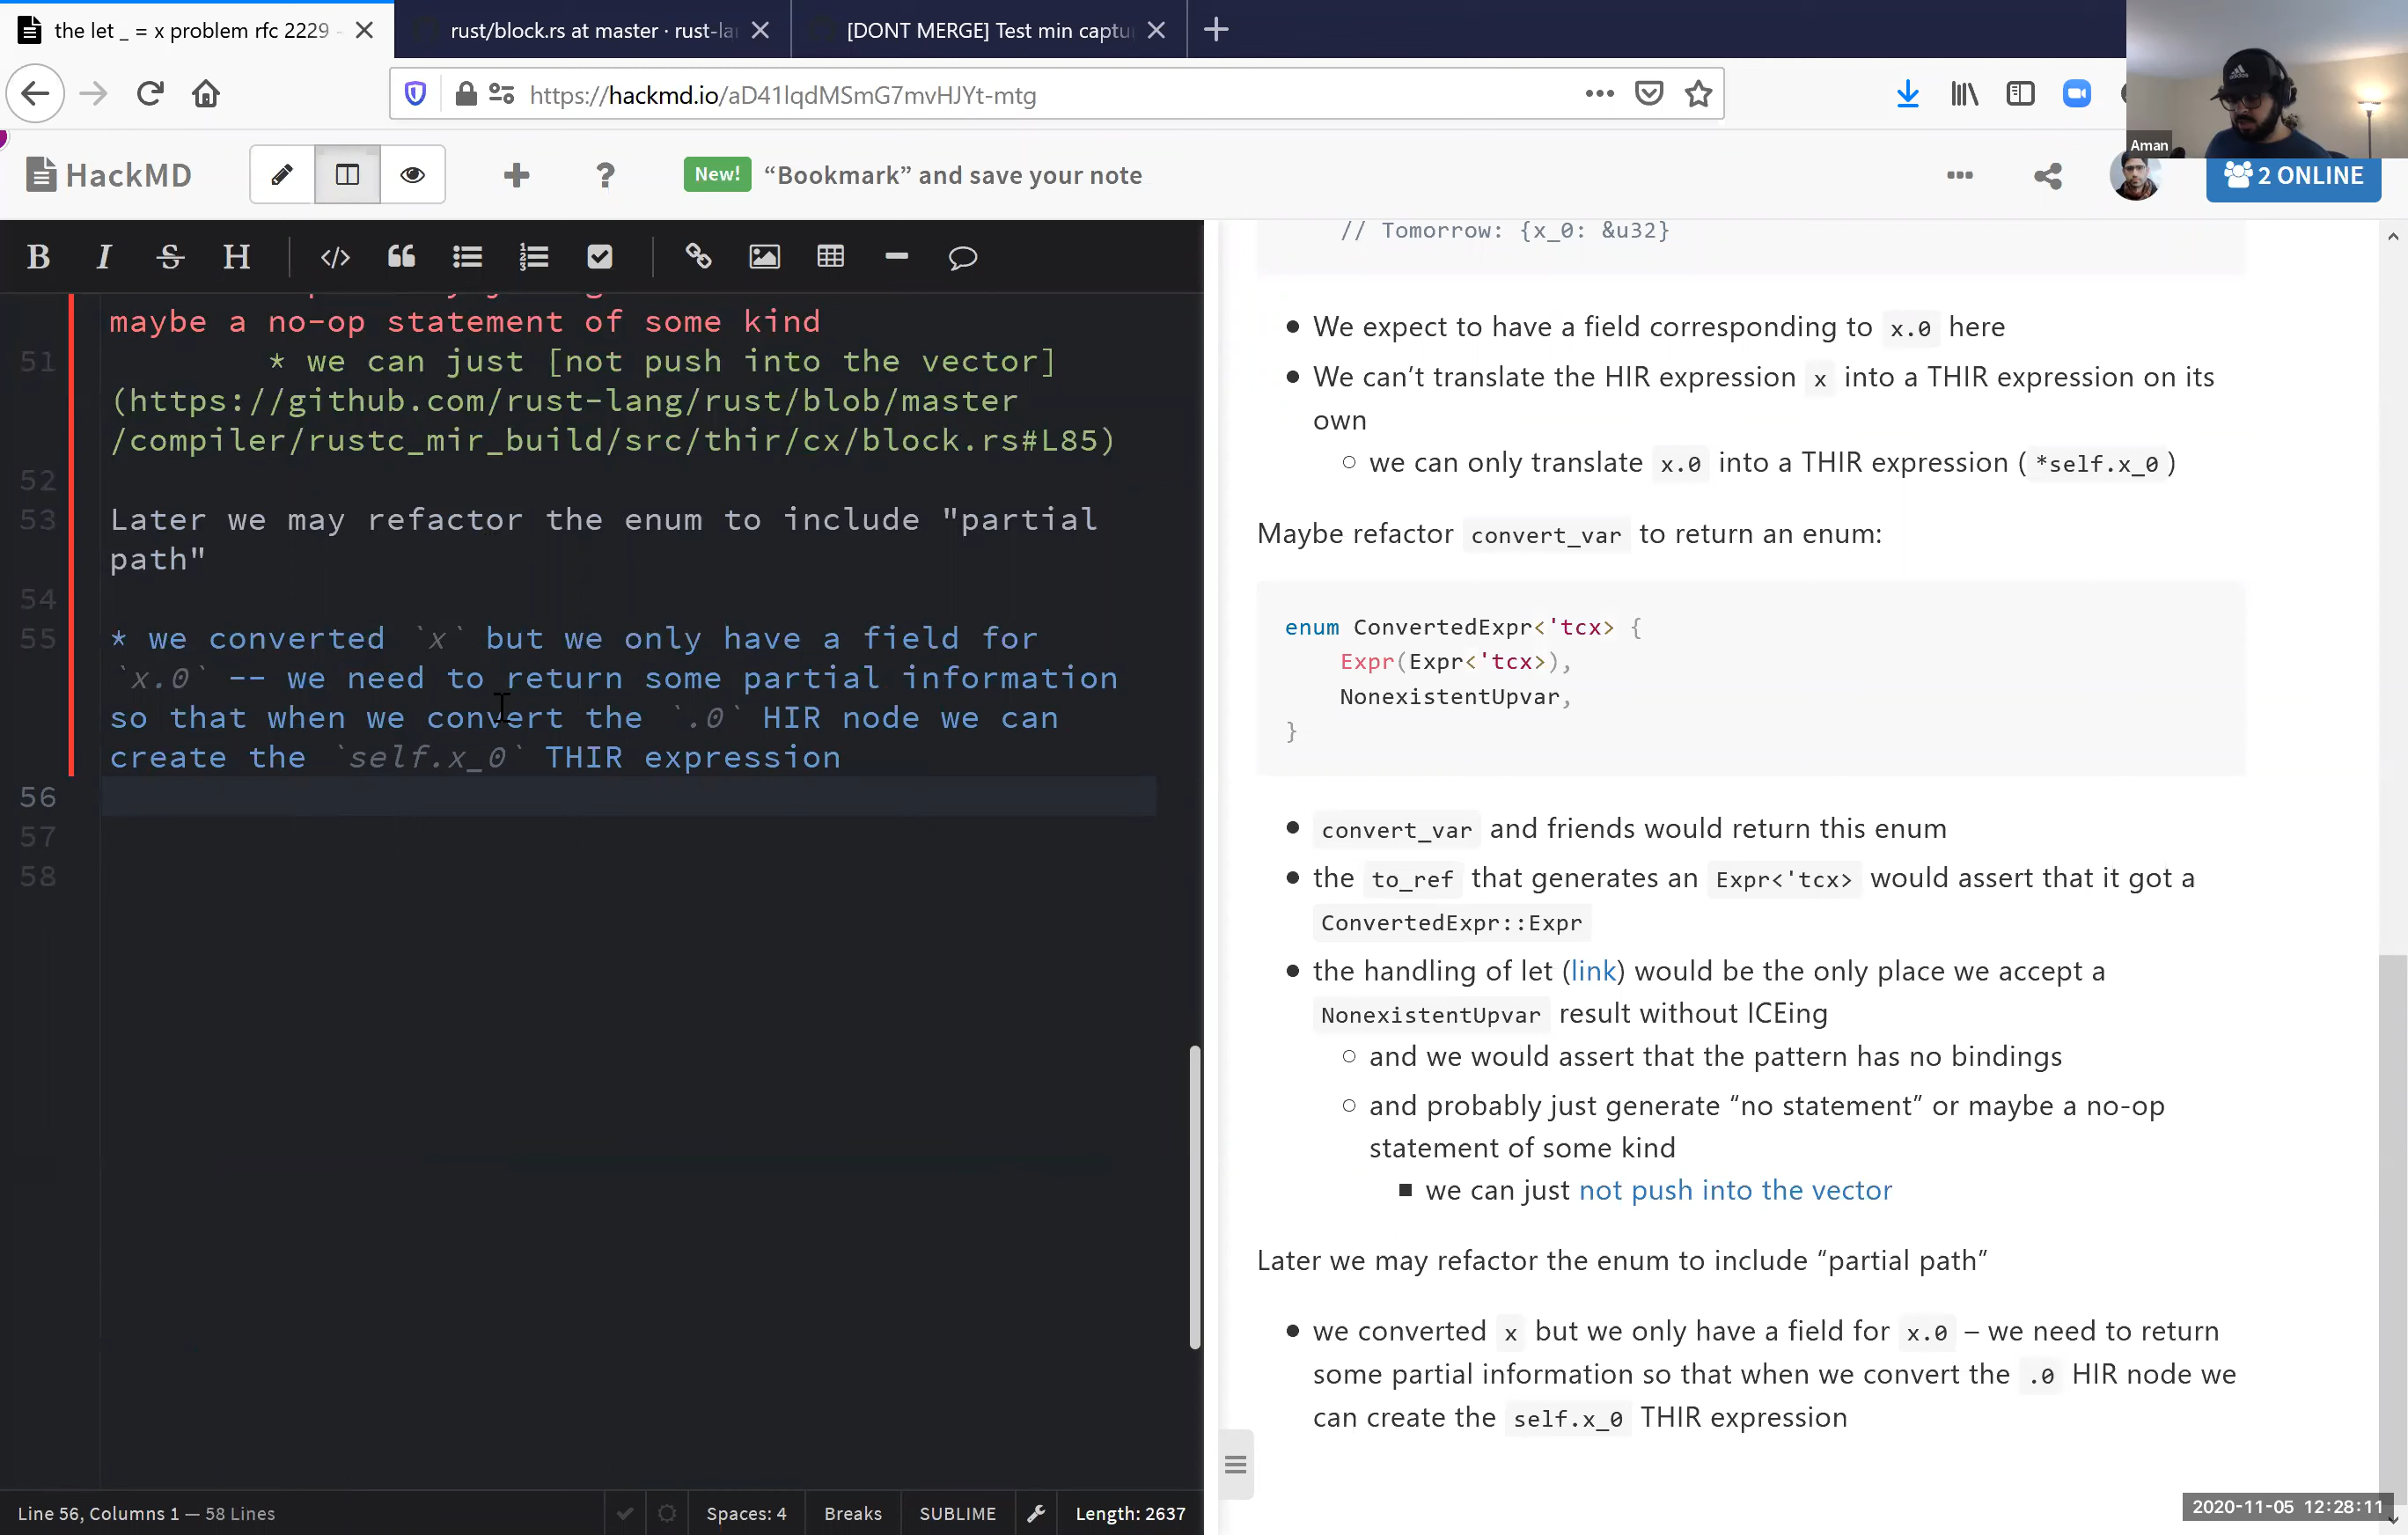 the let _ = x problem rfc 2229 -
rust/block.rs at master · rust-la
[DONT MERGE] Test min captu
https://hackmd.io/aD41lqdMSmG7mvHJYt-mtg
Aman
HackMD
New! “Bookmark” and save your note
2 ONLINE
B I S H
maybe a no-op statement of some kind
51 * we can just [not push into the vector]
(https://github.com/rust-lang/rust/blob/master
/compiler/rustc_mir_build/src/thir/cx/block.rs#L85)
52
53 Later we may refactor the enum to include "partial
path"
54
55 * we converted `x` but we only have a field for
`x.0` -- we need to return some partial information
so that when we convert the `.0` HIR node we can
create the `self.x_0` THIR expression
56
57
58
Line 56, Columns 1 — 58 Lines
Spaces: 4
Breaks
SUBLIME
Length: 2637
// Tomorrow: {x_0: &u32}
• We expect to have a field corresponding to x.0 here
• We can’t translate the HIR expression x into a THIR expression on its
own
○ we can only translate x.0 into a THIR expression (*self.x_0)
Maybe refactor convert_var to return an enum:
enum ConvertedExpr<'tcx> {
Expr(Expr<'tcx>),
NonexistentUpvar,
}
• convert_var and friends would return this enum
• the to_ref that generates an Expr<'tcx> would assert that it got a
ConvertedExpr::Expr
• the handling of let (link) would be the only place we accept a
NonexistentUpvar result without ICEing
○ and we would assert that the pattern has no bindings
○ and probably just generate “no statement” or maybe a no-op
statement of some kind
■ we can just not push into the vector
Later we may refactor the enum to include “partial path”
• we converted x but we only have a field for x.0 – we need to return
some partial information so that when we convert the .0 HIR node we
can create the self.x_0 THIR expression
2020-11-05 12:28:11